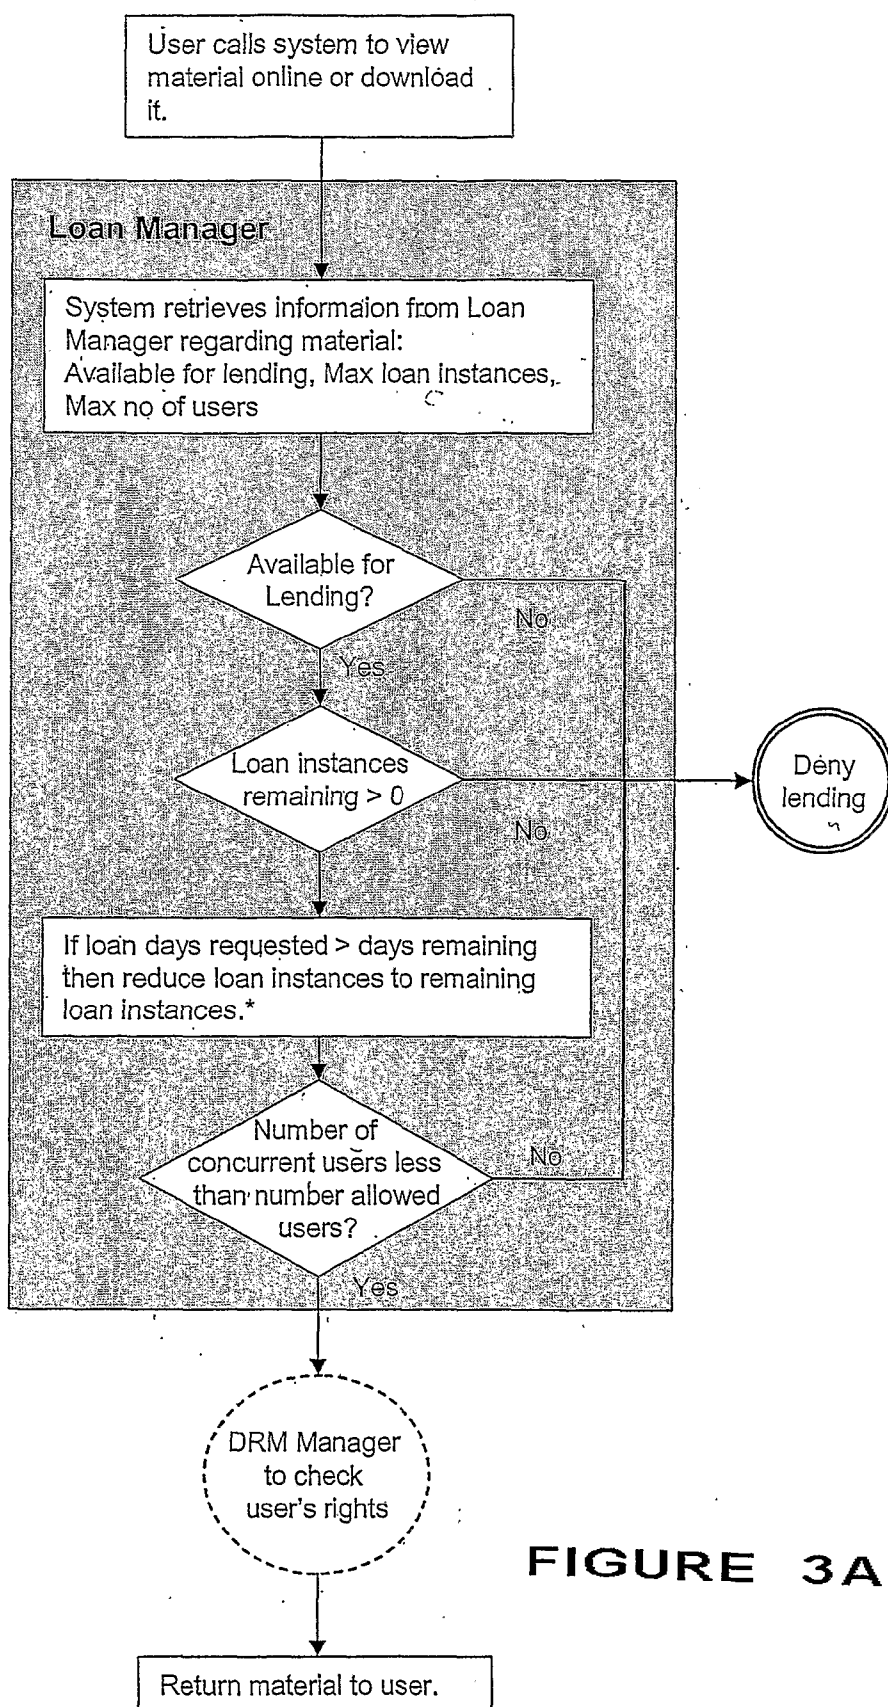 User calls system to view
material online or download
it.
Loan Manager
System retrieves informaion from Loan
Manager regarding material:
Available for lending, Max loan instances,
Max no of users
Available for
Lending?
No
Yes
Loan instances
remaining > 0
No
Deny
lending
If loan days requested > days remaining
then reduce loan instances to remaining
loan instances.*
Number of
concurrent users less
than number allowed
users?
No
Yes
DRM Manager
to check
user's rights
FIGURE 3A
Return material to user.